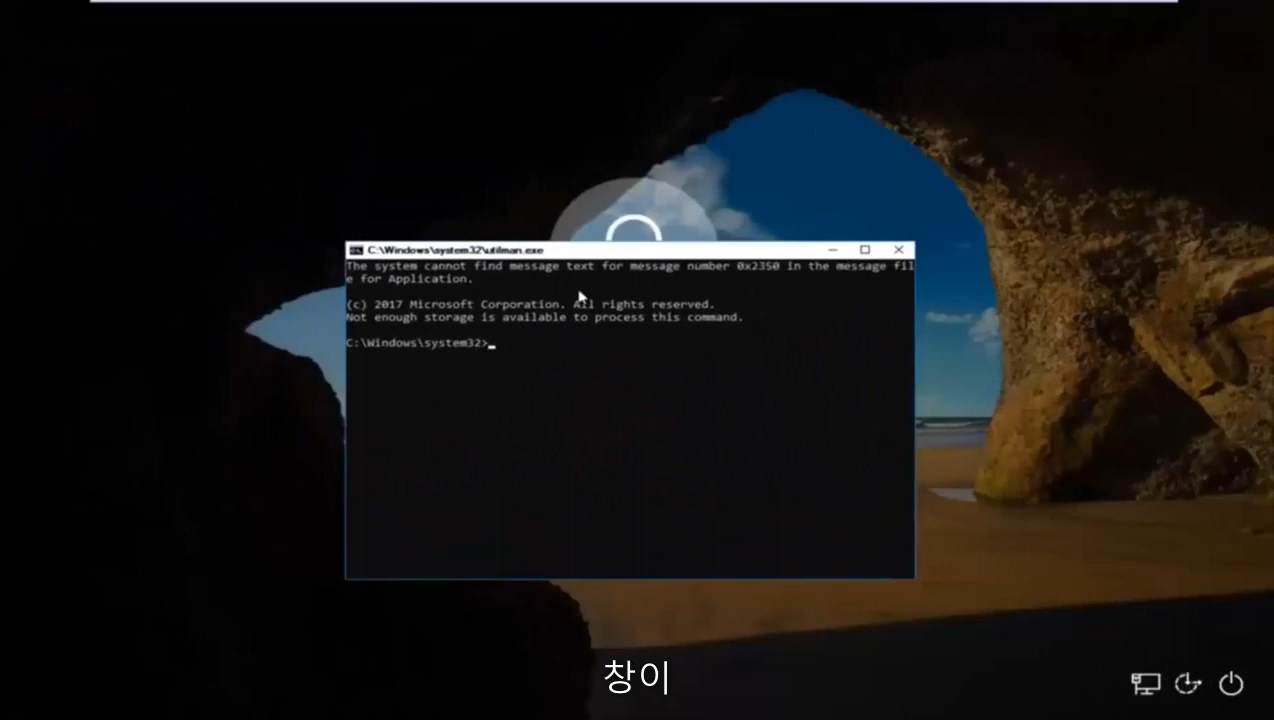 C:\Windows\system32\utilman.exe
The system cannot find message text for message number 0x2350 in the message fil
e for Application.
(c) 2017 Microsoft Corporation. All rights reserved.
Not enough storage is available to process this command.
C:\Windows\system32>
창이